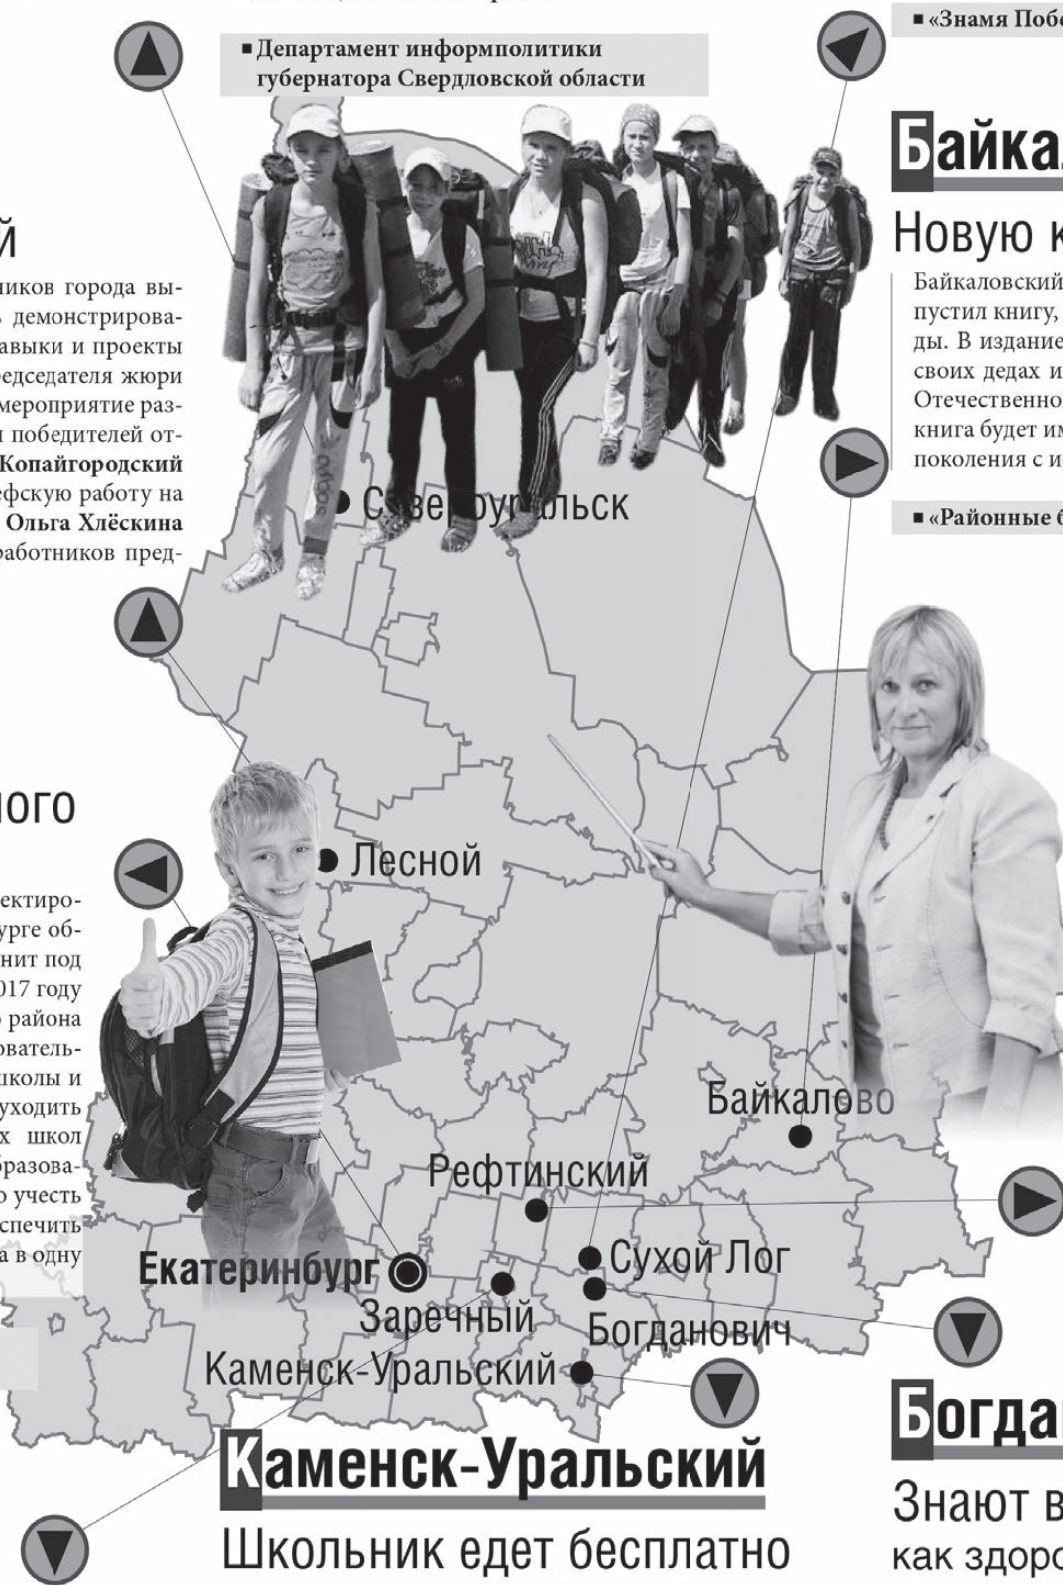 ■ Департамент информполитики
губернатора Свердловской области
й
ников города вы-
демонстрирова-
авыки и проекты
едседателя жюри
мероприятие раз-
и победителей от-
Копайгородский
ефскую работу на
Ольга Хлёскина
работников пред-
ного
ектиро-
урге об-
нит под
017 году
района
ователь-
школы и
уходить
х школ
бразова-
о учесть
спечить
а в одну
■ «Знамя Побе
Байкал
Новую к
Байкаловский
пустил книгу,
ды. В издание
своих дедах и
Отечественно
книга будет им
поколения с и
■ «Районные б
Североуральск
Лесной
Байкалово
Рефтинский
Сухой Лог
Екатеринбург
Заречный
Богданович
Каменск-Уральский
Каменск-Уральский
Школьник едет бесплатно
Богдан
Знают в
как здоро